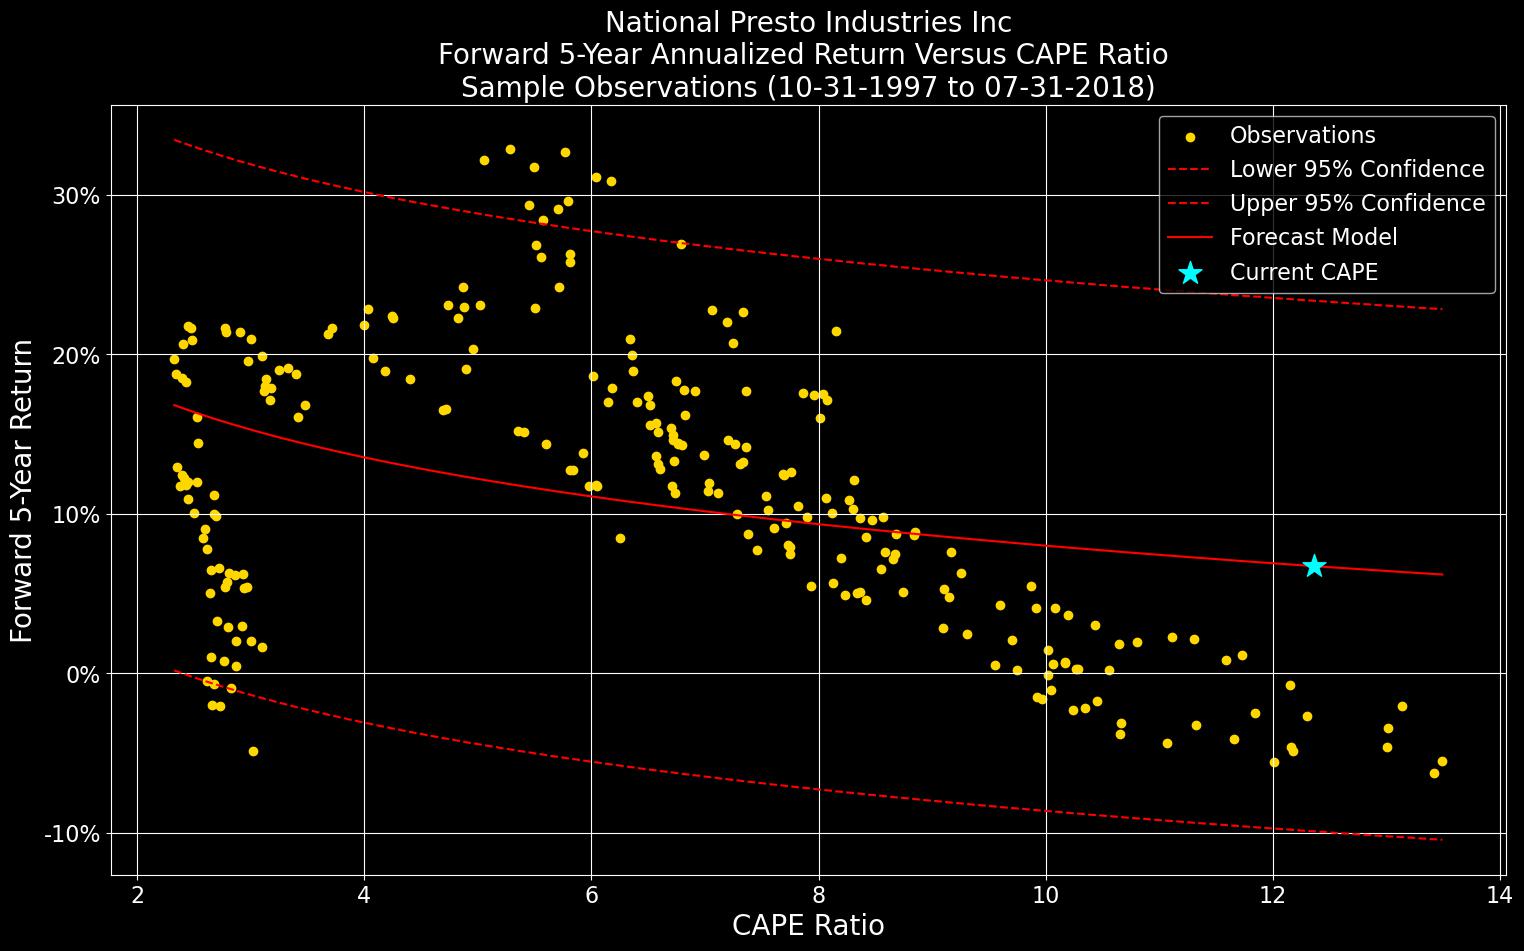 National Presto Industries Inc
Forward 5-Year Annualized Return Versus CAPE Ratio
Sample Observations (10-31-1997 to 07-31-2018)
Observations
Lower 95% Confidence
Upper 95% Confidence
Forecast Model
Current CAPE
Forward 5-Year Return
30%
20%
10%
0%
-10%
2 4 6 8 10 12 14
CAPE Ratio